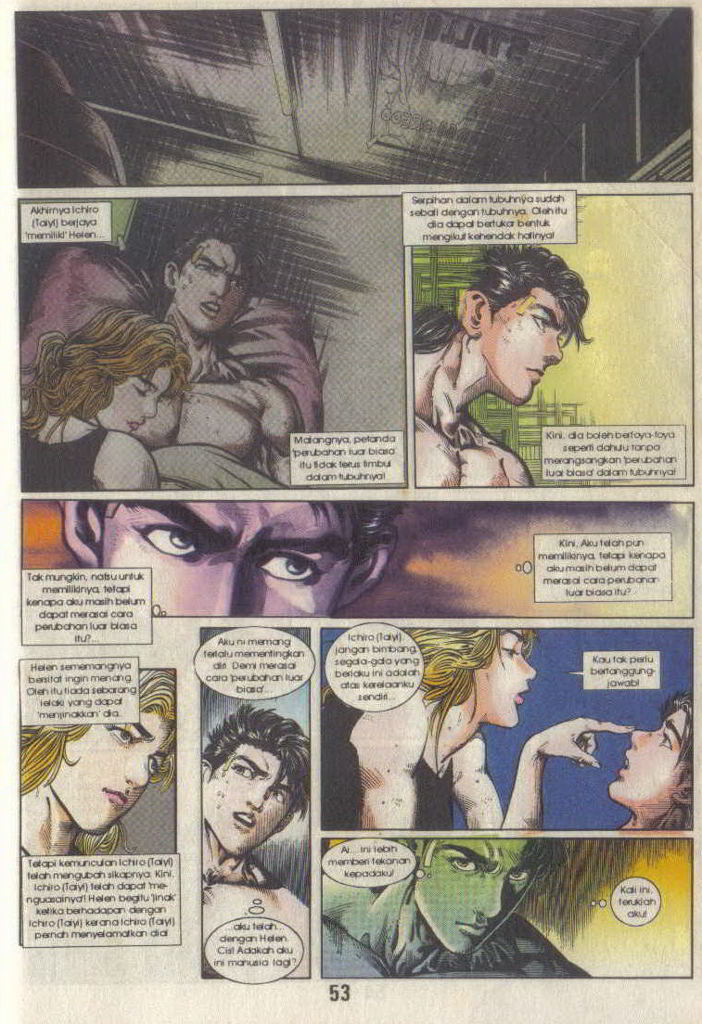 Akhirnya Ichiro
(Taiyi) berjaya
'memiliki' Helen...
Serpihan dalam tubuhnya sudah
sebati dengan tubuhnya. Oleh itu
dia dapat bertukar bentuk
mengikut kehendak hatinya!
Malangnya, petanda
'perubahan luar biasa'
itu tidak terus timbul
dalam tubuhnya!
Kini, dia boleh berfoya-foya
seperti dahulu tanpa
merangsangkan 'perubahan
luar biasa' dalam tubuhnya!
Tak mungkin, nafsu untuk
memilikinya, tetapi
kenapa aku masih belum
dapat merasai cara
perubahan luar biasa
itu?...
Kini, Aku telah pun
memilikinya, tetapi kenapa
aku masih belum dapat
merasai cara perubahan
luar biasa itu?
Helen sememangnya
bersifat ingin menang.
Oleh itu tiada sebarang
lelaki yang dapat
'menjinakkan' dia.
Tetapi kemunculan Ichiro (Taiyi)
telah mengubah sikapnya. Kini,
Ichiro (Taiyi) telah dapat 'me-
nguasainya'! Helen begitu 'jinak'
ketika berhadapan dengan
Ichiro (Taiyi) kerana Ichiro (Taiyi)
pernah menyelamatkan dia!
Aku ni memang
terlalu mementingkan
diri. Demi merasai
cara 'perubahan luar
biasa'...
...aku telah...
dengan Helen.
Cis! Adakah aku
ini manusia lagi?
Ichiro (Taiyi),
jangan bimbang,
segala-gala yang
berlaku ini adalah
atas kerelaanku
sendiri...
Kau tak perlu
bertanggung-
jawab!
Ai... ini lebih
memberi tekanan
kepadaku!
Kali ini,
teruklah
aku!
53